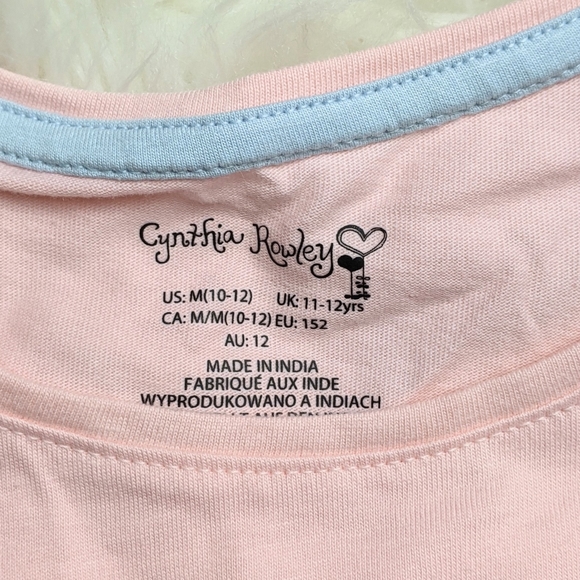 Cynthia Rowley
US: M(10-12) UK: 11-12yrs
CA: M/M(10-12) EU: 152
AU: 12
MADE IN INDIA
FABRIQUÉ AUX INDE
WYPRODUKOWANO A INDIACH